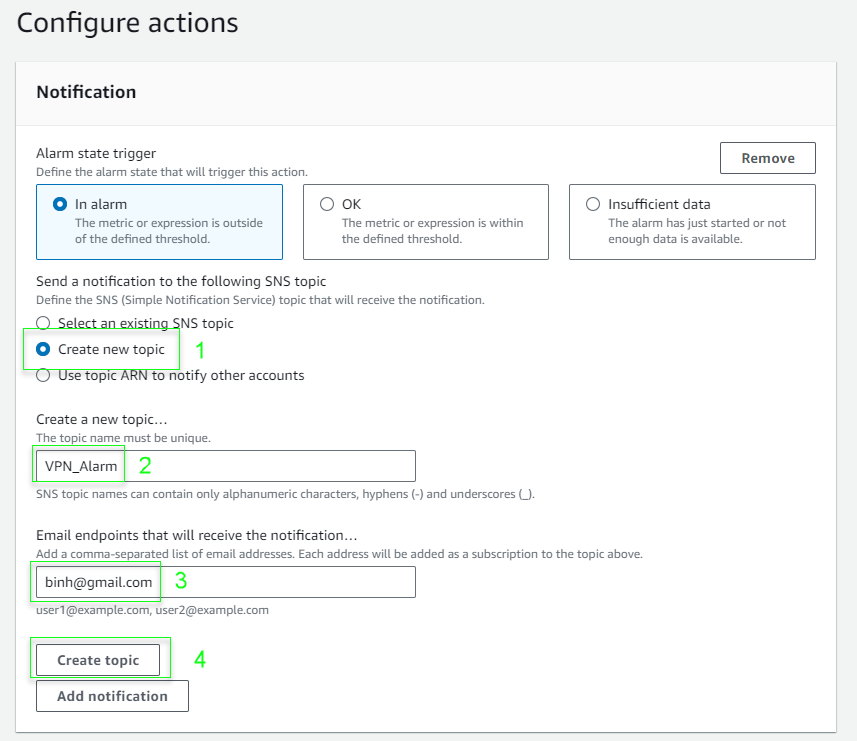 Configure actions
Notification
Alarm state trigger
Define the alarm state that will trigger this action.
Remove
In alarm
The metric or expression is outside
of the defined threshold.
OK
The metric or expression is within
the defined threshold.
Insufficient data
The alarm has just started or not
enough data is available.
Send a notification to the following SNS topic
Define the SNS (Simple Notification Service) topic that will receive the notification.
Select an existing SNS topic
Create new topic 1
Use topic ARN to notify other accounts
Create a new topic…
The topic name must be unique.
VPN_Alarm 2
SNS topic names can contain only alphanumeric characters, hyphens (-) and underscores (_).
Email endpoints that will receive the notification…
Add a comma-separated list of email addresses. Each address will be added as a subscription to the topic above.
binh@gmail.com 3
user1@example.com, user2@example.com
Create topic 4
Add notification